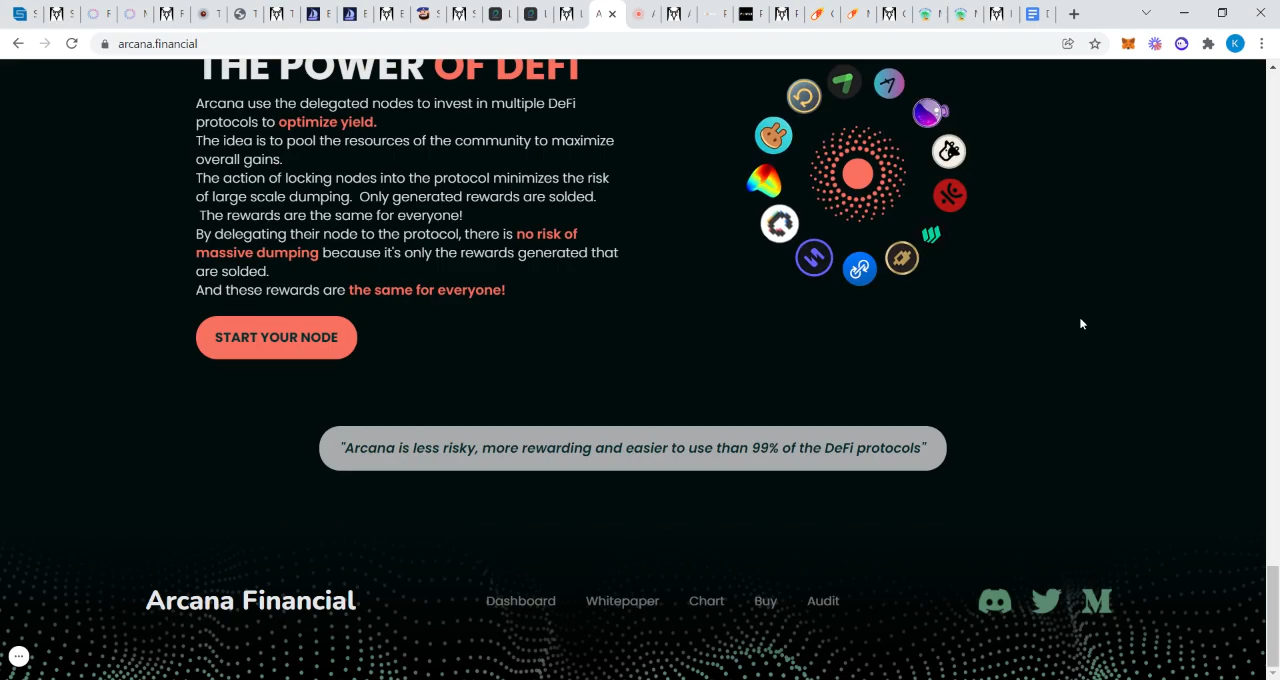 arcana.financial
THE POWER OF DEFI
Arcana use the delegated nodes to invest in multiple DeFi
protocols to optimize yield.
The idea is to pool the resources of the community to maximize
overall gains.
The action of locking nodes into the protocol minimizes the risk
of large scale dumping. Only generated rewards are solded.
The rewards are the same for everyone!
By delegating their node to the protocol, there is no risk of
massive dumping because it's only the rewards generated that
are solded.
And these rewards are the same for everyone!
START YOUR NODE
"Arcana is less risky, more rewarding and easier to use than 99% of the DeFi protocols"
Arcana Financial
Dashboard
Whitepaper
Chart
Buy
Audit